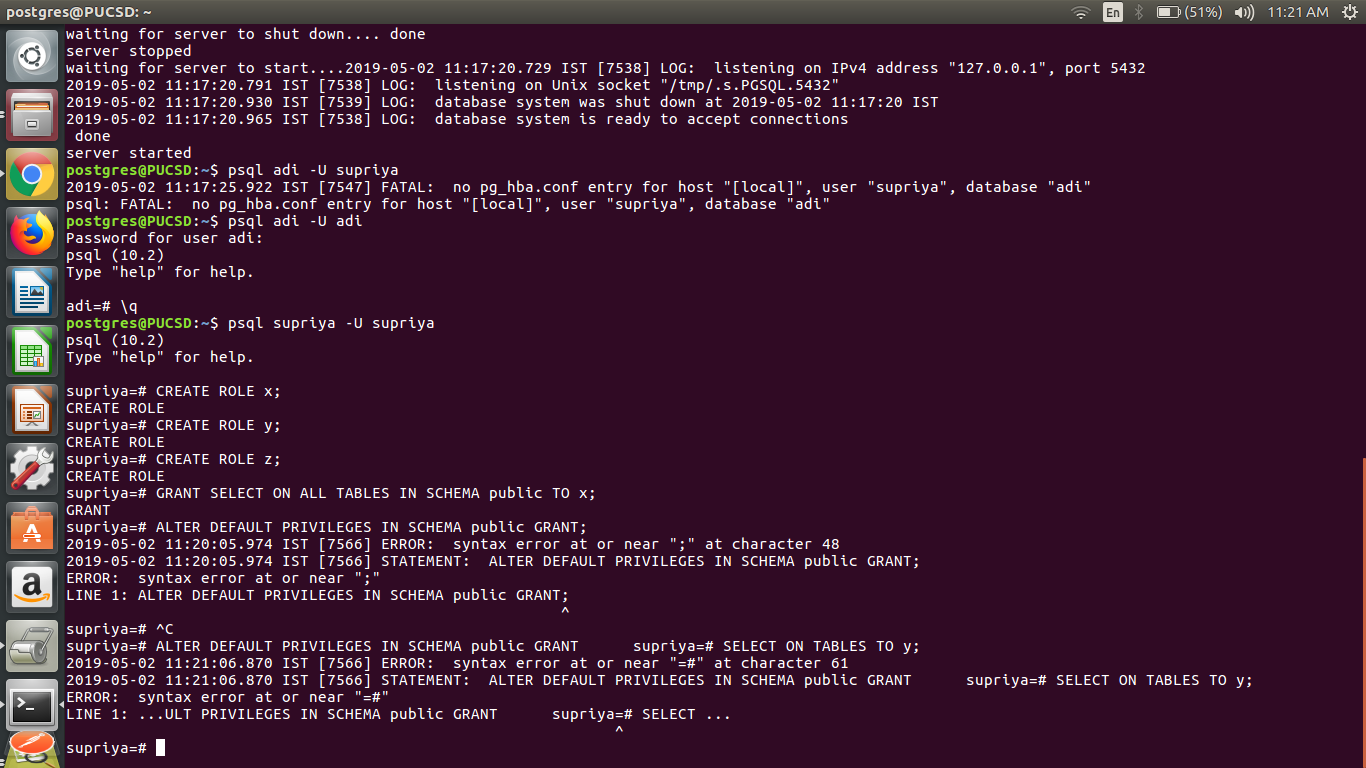 postgres@PUCSD: ~
En
(51%)
11:21 AM
waiting for server to shut down.... done
server stopped
waiting for server to start....2019-05-02 11:17:20.729 IST [7538] LOG:  listening on IPv4 address "127.0.0.1", port 5432
2019-05-02 11:17:20.791 IST [7538] LOG:  listening on Unix socket "/tmp/.s.PGSQL.5432"
2019-05-02 11:17:20.930 IST [7539] LOG:  database system was shut down at 2019-05-02 11:17:20 IST
2019-05-02 11:17:20.965 IST [7538] LOG:  database system is ready to accept connections
 done
server started
postgres@PUCSD:~$ psql adi -U supriya
2019-05-02 11:17:25.922 IST [7547] FATAL:  no pg_hba.conf entry for host "[local]", user "supriya", database "adi"
psql: FATAL:  no pg_hba.conf entry for host "[local]", user "supriya", database "adi"
postgres@PUCSD:~$ psql adi -U adi
Password for user adi:
psql (10.2)
Type "help" for help.
adi=# \q
postgres@PUCSD:~$ psql supriya -U supriya
psql (10.2)
Type "help" for help.
supriya=# CREATE ROLE x;
CREATE ROLE
supriya=# CREATE ROLE y;
CREATE ROLE
supriya=# CREATE ROLE z;
CREATE ROLE
supriya=# GRANT SELECT ON ALL TABLES IN SCHEMA public TO x;
GRANT
supriya=# ALTER DEFAULT PRIVILEGES IN SCHEMA public GRANT;
2019-05-02 11:20:05.974 IST [7566] ERROR:  syntax error at or near ";" at character 48
2019-05-02 11:20:05.974 IST [7566] STATEMENT:  ALTER DEFAULT PRIVILEGES IN SCHEMA public GRANT;
ERROR:  syntax error at or near ";"
LINE 1: ALTER DEFAULT PRIVILEGES IN SCHEMA public GRANT;
^
supriya=# ^C
supriya=# ALTER DEFAULT PRIVILEGES IN SCHEMA public GRANT      supriya=# SELECT ON TABLES TO y;
2019-05-02 11:21:06.870 IST [7566] ERROR:  syntax error at or near "=#" at character 61
2019-05-02 11:21:06.870 IST [7566] STATEMENT:  ALTER DEFAULT PRIVILEGES IN SCHEMA public GRANT      supriya=# SELECT ON TABLES TO y;
ERROR:  syntax error at or near "=#"
LINE 1: ...ULT PRIVILEGES IN SCHEMA public GRANT      supriya=# SELECT ...
^
supriya=#